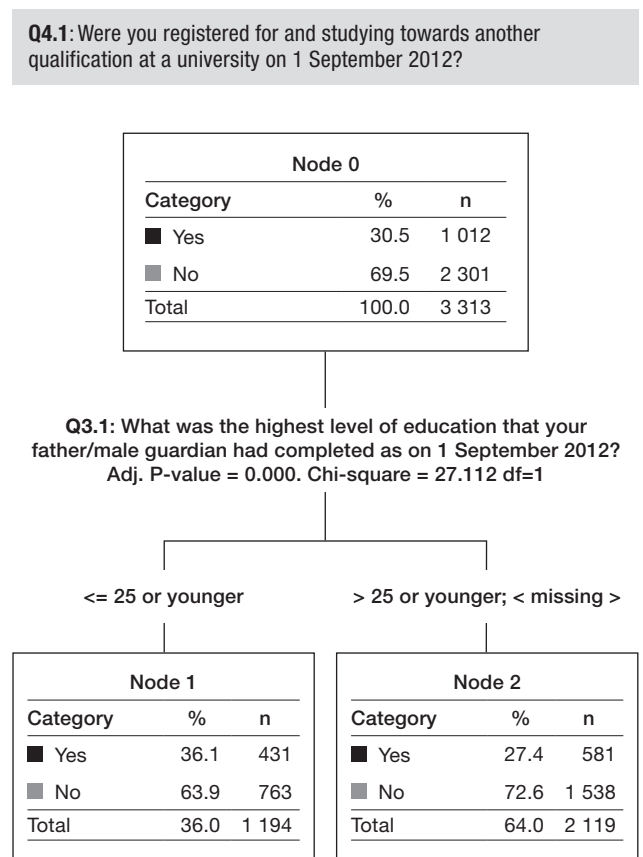 Q4.1: Were you registered for and studying towards another
qualification at a university on 1 September 2012?
Node 0
Category % n
Yes 30.5 1 012
No 69.5 2 301
Total 100.0 3 313
Q3.1: What was the highest level of education that your
father/male guardian had completed as on 1 September 2012?
Adj. P-value = 0.000. Chi-square = 27.112 df=1
<= 25 or younger
> 25 or younger; < missing >
Node 1
Category % n
Yes 36.1 431
No 63.9 763
Total 36.0 1 194
Node 2
Category % n
Yes 27.4 581
No 72.6 1 538
Total 64.0 2 119